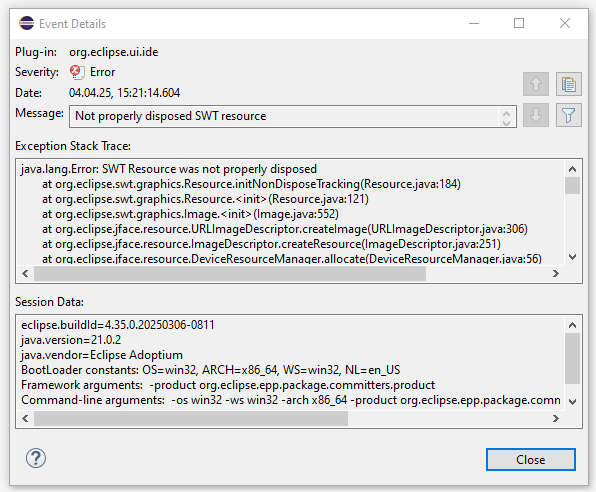 Event Details
Plug-in: org.eclipse.ui.ide
Severity: Error
Date: 04.04.25, 15:21:14.604
Message: Not properly disposed SWT resource
Exception Stack Trace:
java.lang.Error: SWT Resource was not properly disposed
at org.eclipse.swt.graphics.Resource.initNonDisposeTracking(Resource.java:184)
at org.eclipse.swt.graphics.Resource.<init>(Resource.java:121)
at org.eclipse.swt.graphics.Image.<init>(Image.java:552)
at org.eclipse.jface.resource.URLImageDescriptor.createImage(URLImageDescriptor.java:306)
at org.eclipse.jface.resource.ImageDescriptor.createResource(ImageDescriptor.java:251)
at org.eclipse.jface.resource.DeviceResourceManager.allocate(DeviceResourceManager.java:56)
Session Data:
eclipse.buildId=4.35.0.20250306-0811
java.version=21.0.2
java.vendor=Eclipse Adoptium
BootLoader constants: OS=win32, ARCH=x86_64, WS=win32, NL=en_US
Framework arguments:  -product org.eclipse.epp.package.committers.product
Command-line arguments:  -os win32 -ws win32 -arch x86_64 -product org.eclipse.epp.package.comm
Close